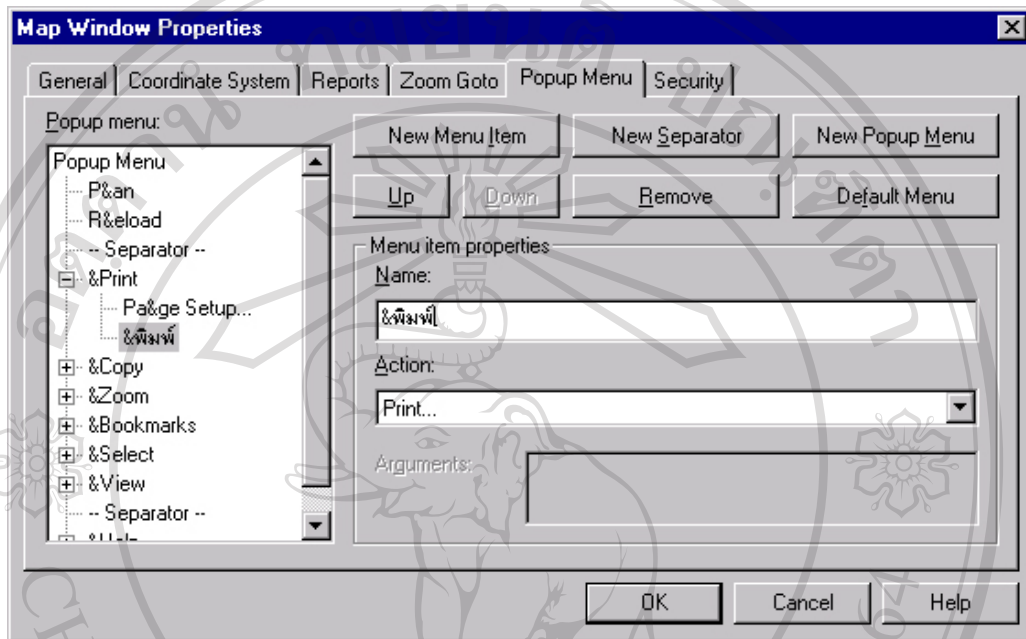 Map Window Properties
General Coordinate System Reports Zoom Goto Popup Menu Security
Popup menu:
Popup Menu
P&an
R&eload
-- Separator --
&Print
Pa&ge Setup...
&พิมพ์
&Copy
&Zoom
&Bookmarks
&Select
&View
-- Separator --
New Menu Item New Separator New Popup Menu
Up Down Remove Default Menu
Menu item properties
Name:
&พิมพ์
Action:
Print...
Arguments:
OK Cancel Help